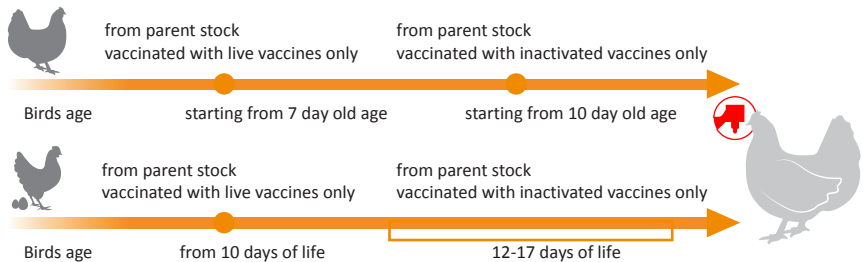 from parent stock
vaccinated with live vaccines only
from parent stock
vaccinated with inactivated vaccines only
Birds age
starting from 7 day old age
starting from 10 day old age
from parent stock
vaccinated with live vaccines only
from parent stock
vaccinated with inactivated vaccines only
Birds age
from 10 days of life
12-17 days of life